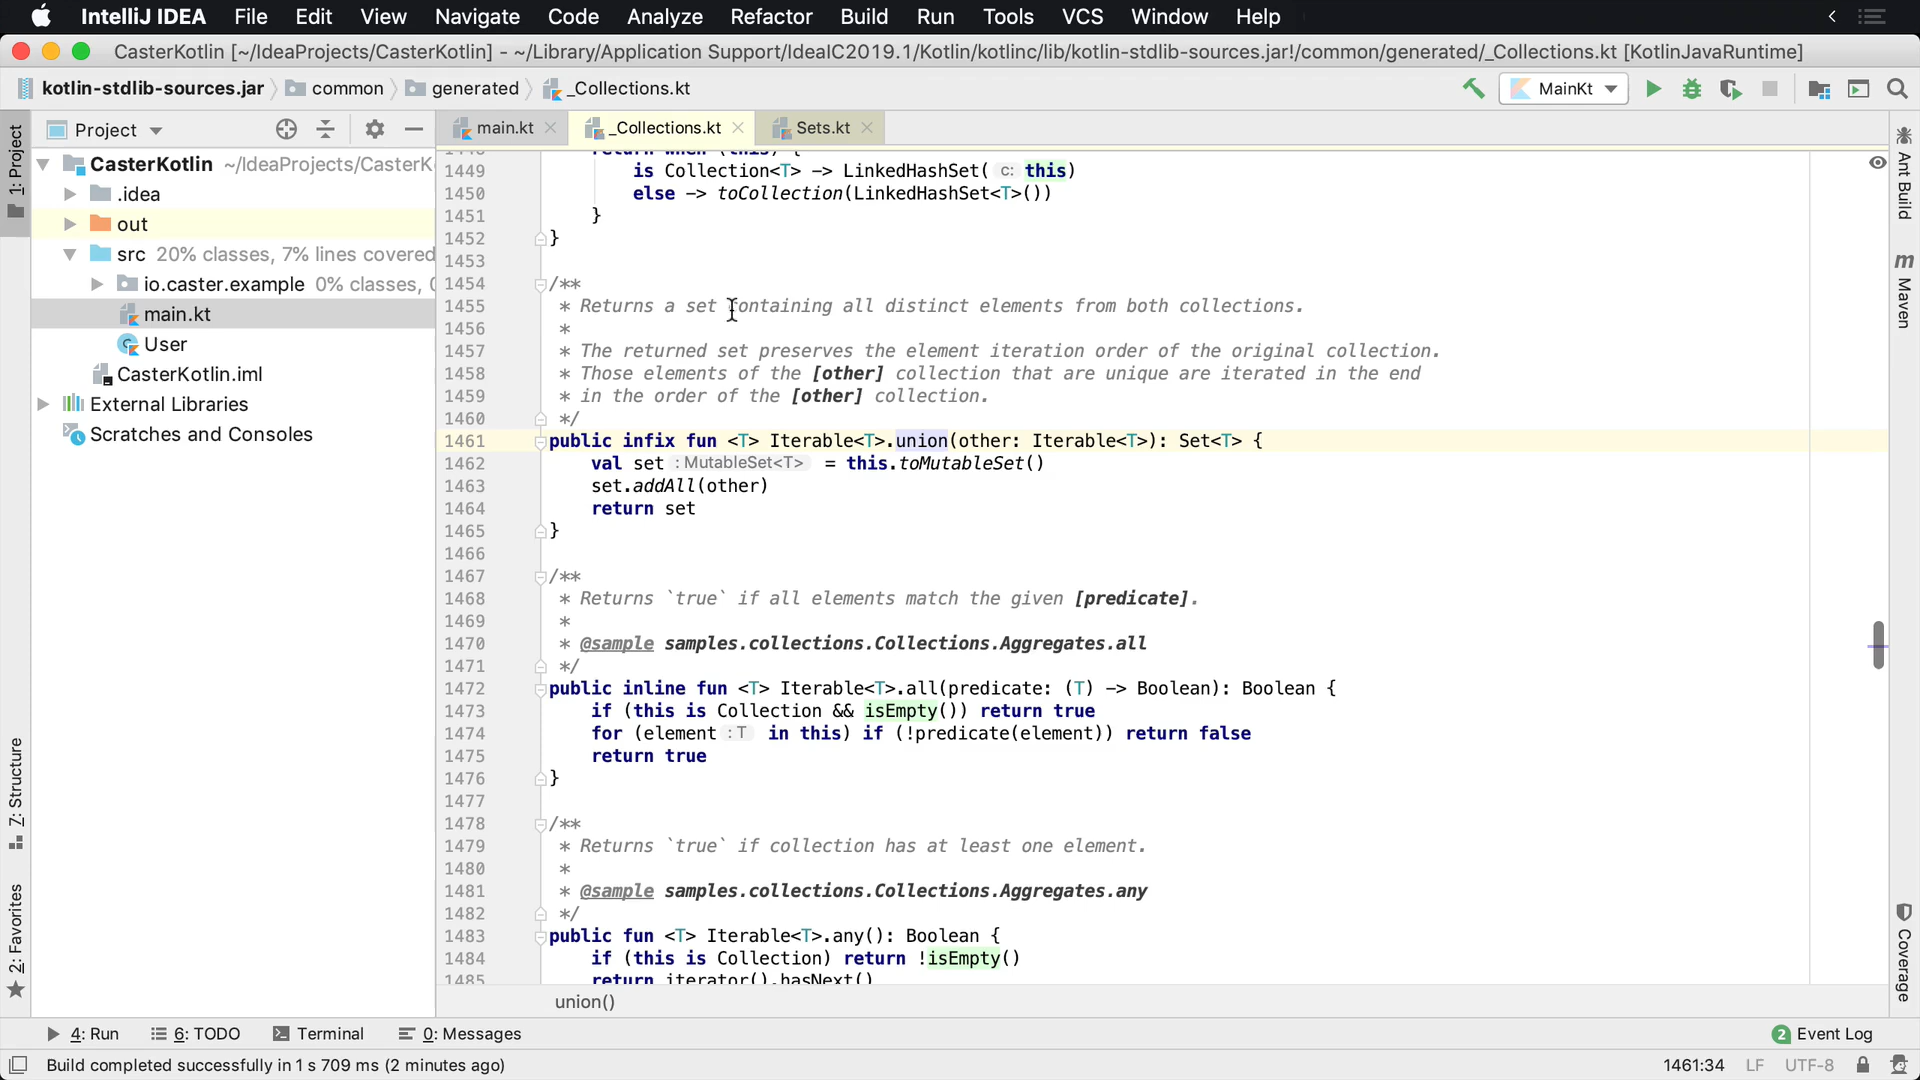 IntelliJ IDEA File Edit View Navigate Code Analyze Refactor Build Run Tools VCS Window Help
CasterKotlin [~/IdeaProjects/CasterKotlin] - ~/Library/Application Support/IdeaIC2019.1/Kotlin/kotlinc/lib/kotlin-stdlib-sources.jar!/common/generated/_Collections.kt [KotlinJavaRuntime]
kotlin-stdlib-sources.jar common generated _Collections.kt MainKt
Project main.kt _Collections.kt Sets.kt
1: Project
CasterKotlin ~/IdeaProjects/CasterK
.idea
out
src 20% classes, 7% lines covered
io.caster.example 0% classes, 0
main.kt
User
CasterKotlin.iml
External Libraries
Scratches and Consoles
Z: Structure
2: Favorites
1448 return when (this) {
1449 is Collection<T> -> LinkedHashSet( c: this)
1450 else -> toCollection(LinkedHashSet<T>())
1451 }
1452 }
1453
1454 /**
1455 * Returns a set containing all distinct elements from both collections.
1456 *
1457 * The returned set preserves the element iteration order of the original collection.
1458 * Those elements of the [other] collection that are unique are iterated in the end
1459 * in the order of the [other] collection.
1460 */
1461 public infix fun <T> Iterable<T>.union(other: Iterable<T>): Set<T> {
1462 val set :MutableSet<T> = this.toMutableSet()
1463 set.addAll(other)
1464 return set
1465 }
1466
1467 /**
1468 * Returns `true` if all elements match the given [predicate].
1469 *
1470 * @sample samples.collections.Collections.Aggregates.all
1471 */
1472 public inline fun <T> Iterable<T>.all(predicate: (T) -> Boolean): Boolean {
1473 if (this is Collection && isEmpty()) return true
1474 for (element :T in this) if (!predicate(element)) return false
1475 return true
1476 }
1477
1478 /**
1479 * Returns `true` if collection has at least one element.
1480 *
1481 * @sample samples.collections.Collections.Aggregates.any
1482 */
1483 public fun <T> Iterable<T>.any(): Boolean {
1484 if (this is Collection) return !isEmpty()
1485 return iterator().hasNext()
union()
Ant Build
m Maven
Coverage
4: Run 6: TODO Terminal 0: Messages 2 Event Log
Build completed successfully in 1 s 709 ms (2 minutes ago) 1461:34 LF UTF-8